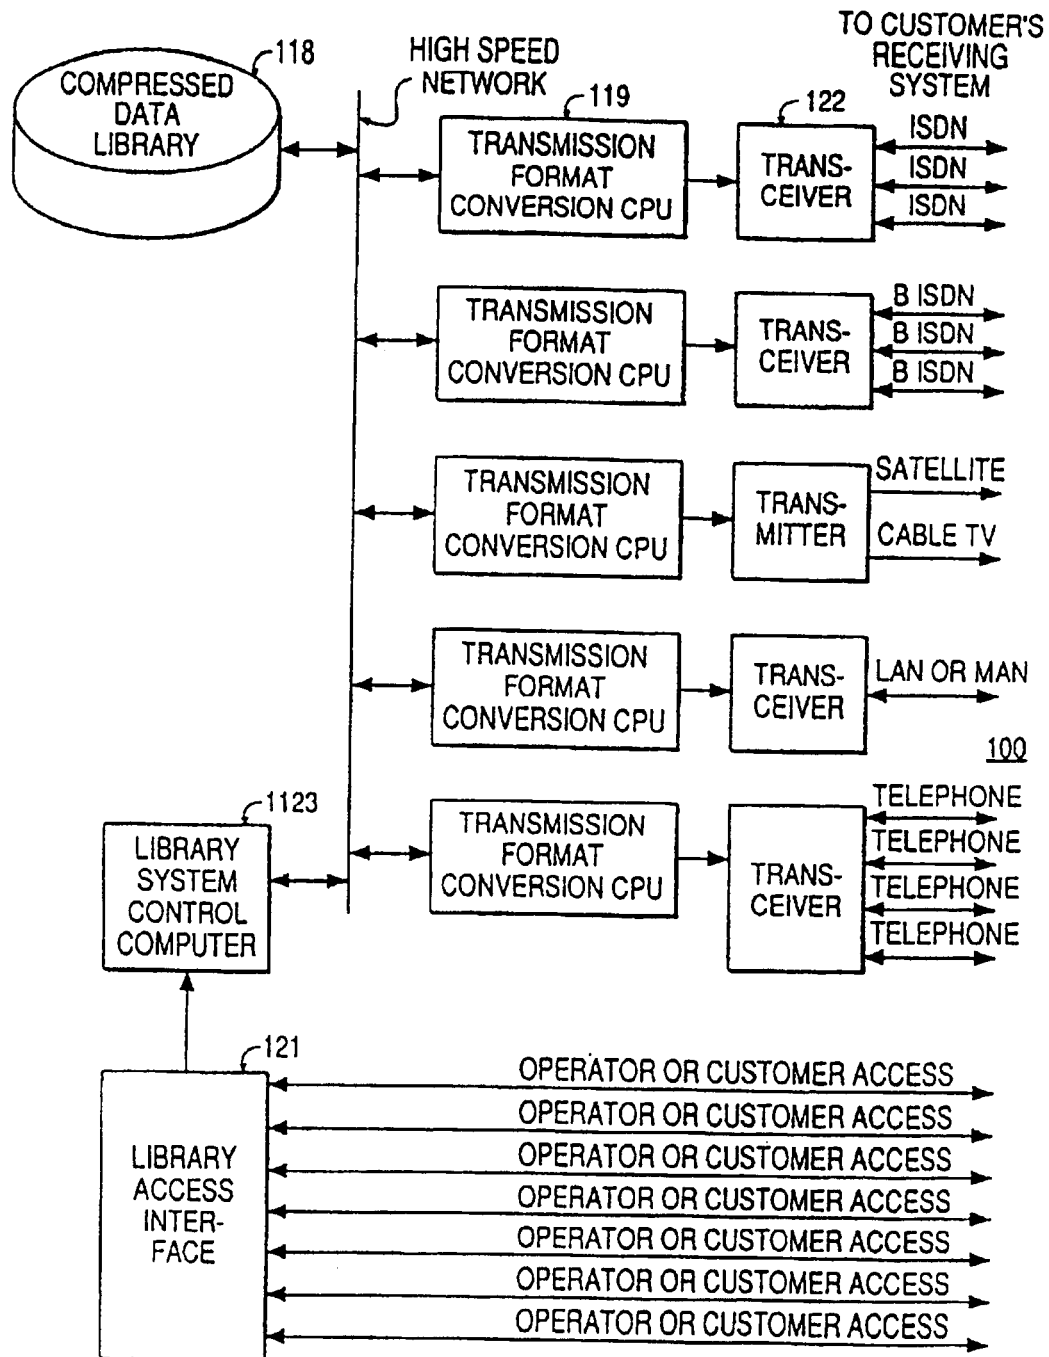 118
COMPRESSED
DATA
LIBRARY
HIGH SPEED
NETWORK
TO CUSTOMER'S
RECEIVING
SYSTEM
119
TRANSMISSION
FORMAT
CONVERSION CPU
122
TRANS-
CEIVER
ISDN
ISDN
ISDN
TRANSMISSION
FORMAT
CONVERSION CPU
TRANS-
CEIVER
B ISDN
B ISDN
B ISDN
TRANSMISSION
FORMAT
CONVERSION CPU
TRANS-
MITTER
SATELLITE
CABLE TV
TRANSMISSION
FORMAT
CONVERSION CPU
TRANS-
CEIVER
LAN OR MAN
100
1123
LIBRARY
SYSTEM
CONTROL
COMPUTER
TRANSMISSION
FORMAT
CONVERSION CPU
TRANS-
CEIVER
TELEPHONE
TELEPHONE
TELEPHONE
TELEPHONE
121
LIBRARY
ACCESS
INTER-
FACE
OPERATOR OR CUSTOMER ACCESS
OPERATOR OR CUSTOMER ACCESS
OPERATOR OR CUSTOMER ACCESS
OPERATOR OR CUSTOMER ACCESS
OPERATOR OR CUSTOMER ACCESS
OPERATOR OR CUSTOMER ACCESS
OPERATOR OR CUSTOMER ACCESS